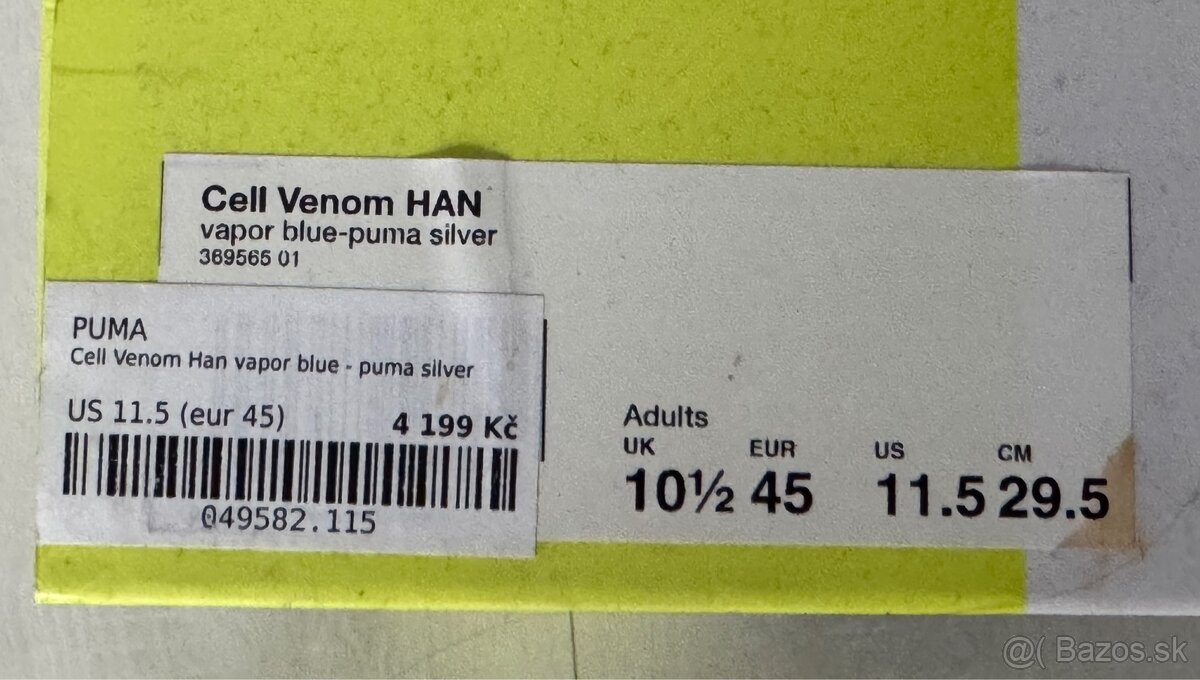 Cell Venom HAN
vapor blue-puma silver
369565 01
PUMA
Cell Venom Han vapor blue - puma silver
US 11.5 (eur 45)
4 199 Kč
049582.115
Adults
UK EUR US CM
10½ 45 11.5 29.5
@( Bazos.sk